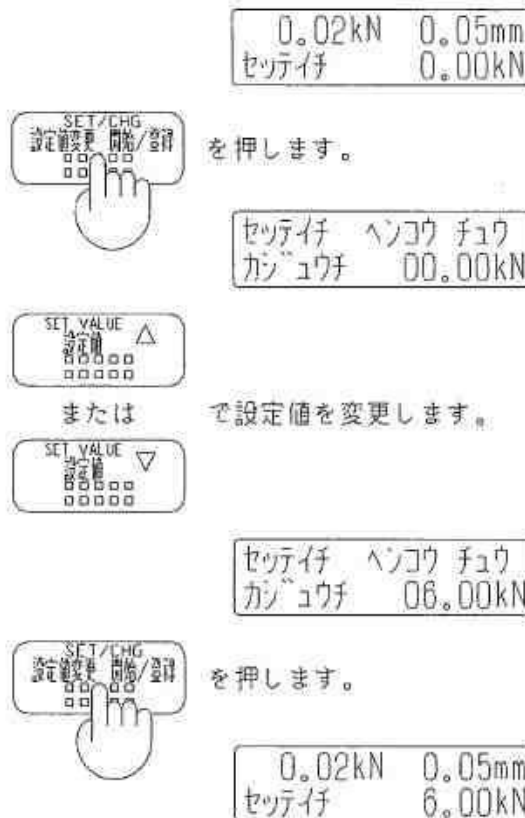 0.02kN 0.05mm
セッテイチ 0.00kN
SET/CHG
設定値変更 開始/登録
を押します。
セッテイチ ヘンコウ チュウ
カジュウチ 00.00kN
SET VALUE
設定値 △
または で設定値を変更します。
SET VALUE
設定値 ▽
セッテイチ ヘンコウ チュウ
カジュウチ 06.00kN
SET/CHG
設定値変更 開始/登録
を押します。
0.02kN 0.05mm
セッテイチ 6.00kN